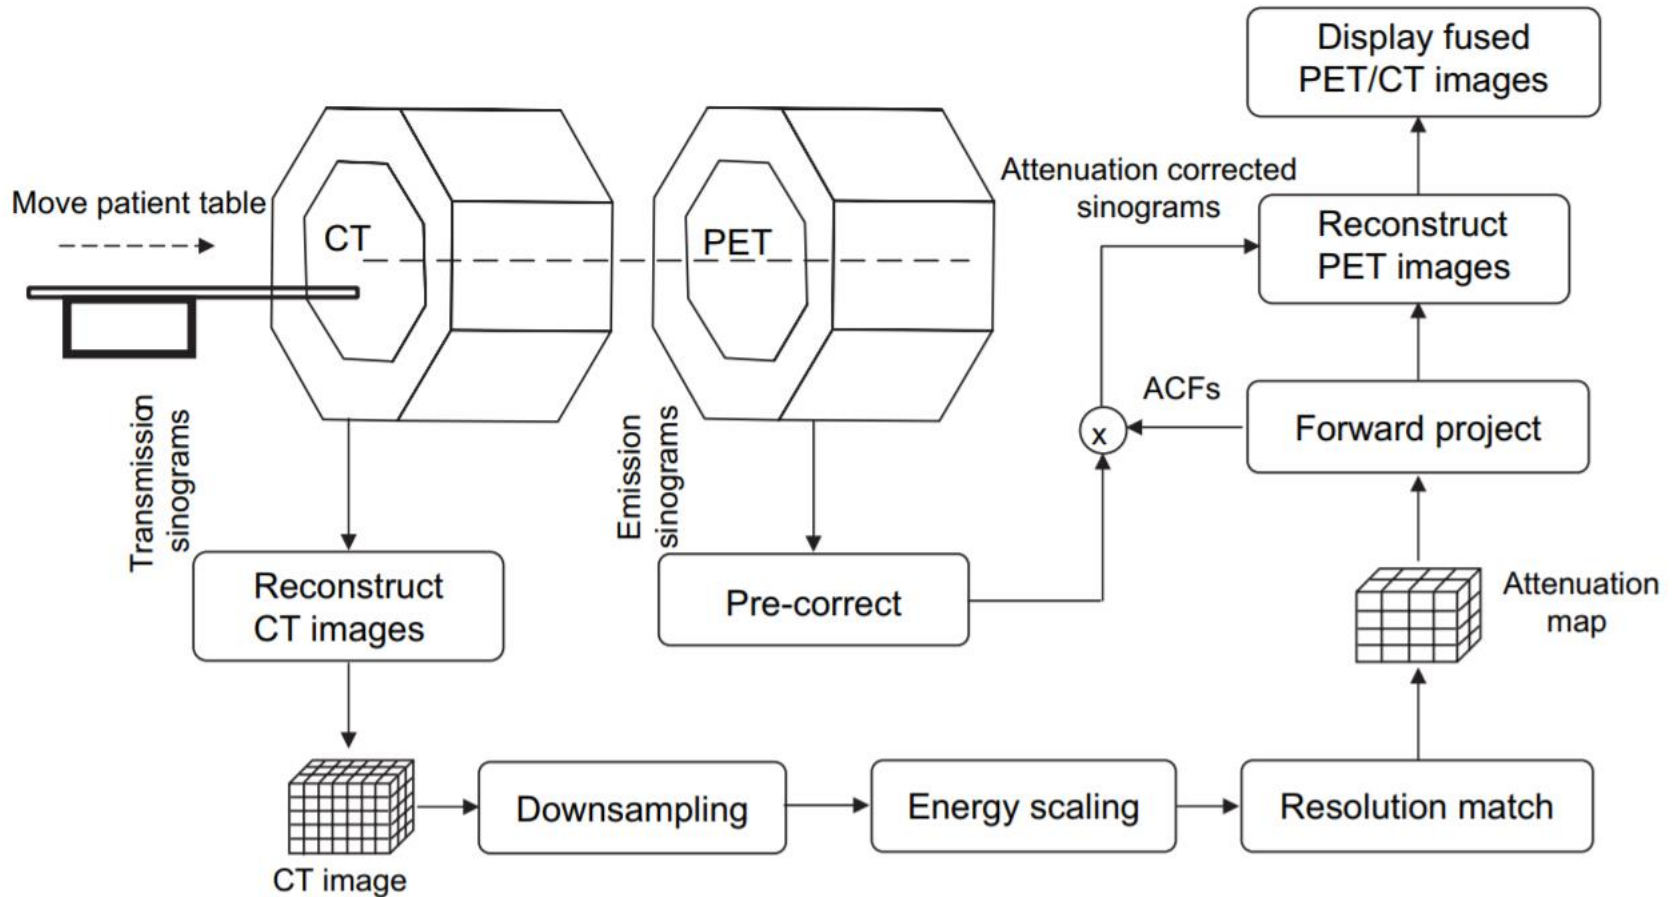 Display fused
PET/CT images
Move patient table
CT
PET
Attenuation corrected
sinograms
Reconstruct
PET images
Transmission
sinograms
Emission
sinograms
ACFs
x
Forward project
Reconstruct
CT images
Pre-correct
Attenuation
map
CT image
Downsampling
Energy scaling
Resolution match